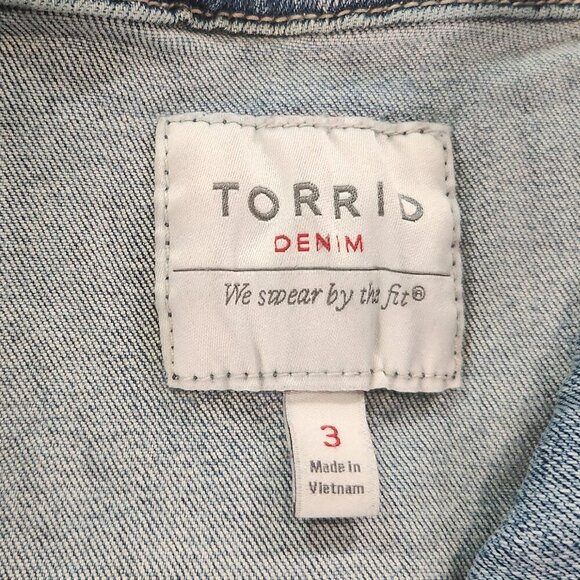 TORRID
DENIM
We swear by the fit®
3
Made in
Vietnam